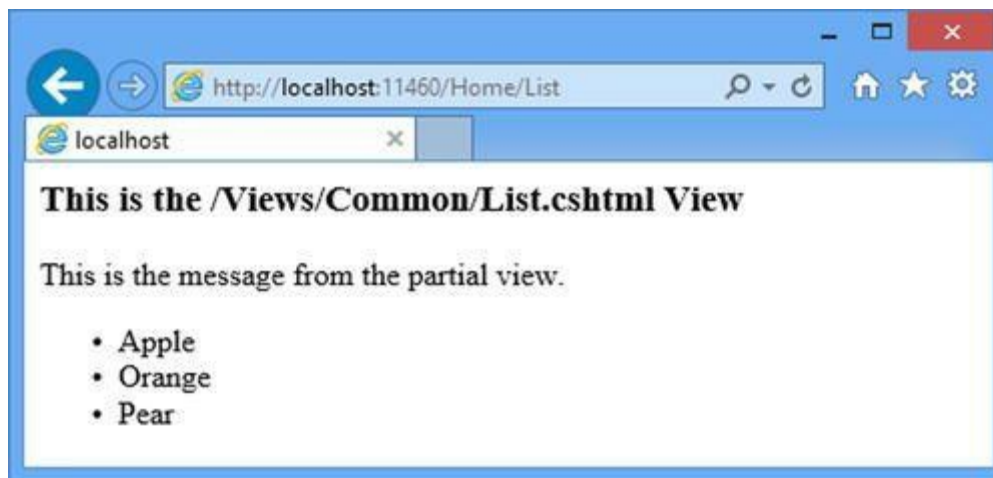 http://localhost:11460/Home/List
localhost
This is the /Views/Common/List.cshtml View
This is the message from the partial view.
• Apple
• Orange
• Pear